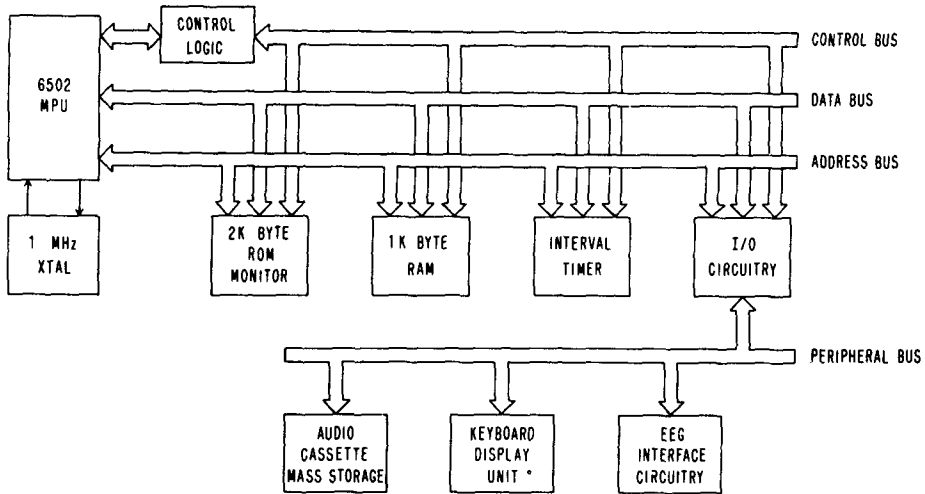 CONTROL
LOGIC
CONTROL BUS
6502
MPU
DATA BUS
ADDRESS BUS
1 MHz
XTAL
2K BYTE
ROM
MONITOR
1K BYTE
RAM
INTERVAL
TIMER
I/O
CIRCUITRY
PERIPHERAL BUS
AUDIO
CASSETTE
MASS STORAGE
KEYBOARD
DISPLAY
UNIT °
EEG
INTERFACE
CIRCUITRY